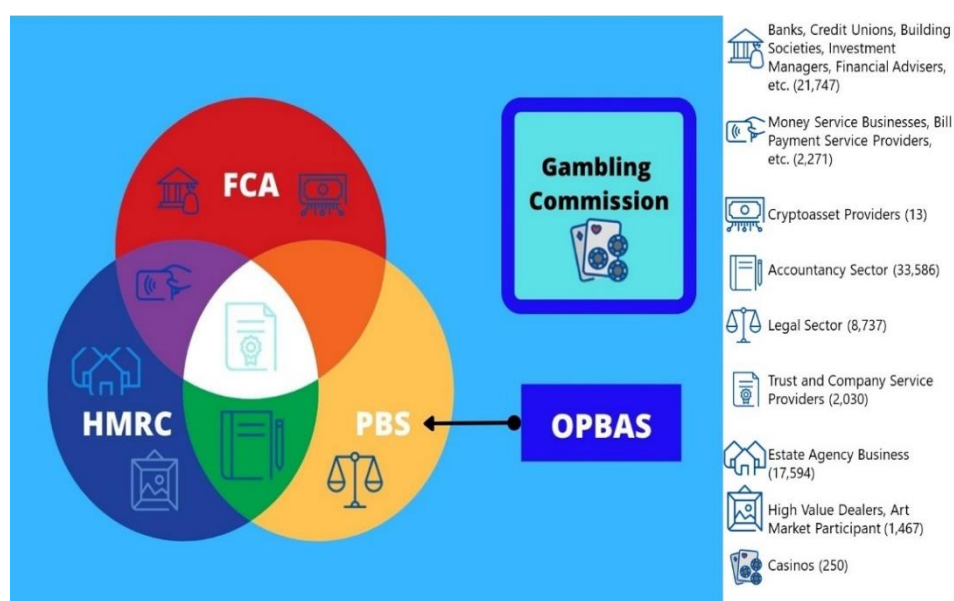 FCA
HMRC
PBS
Gambling
Commission
OPBAS
Banks, Credit Unions, Building
Societies, Investment
Managers, Financial Advisers,
etc. (21,747)
Money Service Businesses, Bill
Payment Service Providers,
etc. (2,271)
Cryptoasset Providers (13)
Accountancy Sector (33,586)
Legal Sector (8,737)
Trust and Company Service
Providers (2,030)
Estate Agency Business
(17,594)
High Value Dealers, Art
Market Participant (1,467)
Casinos (250)